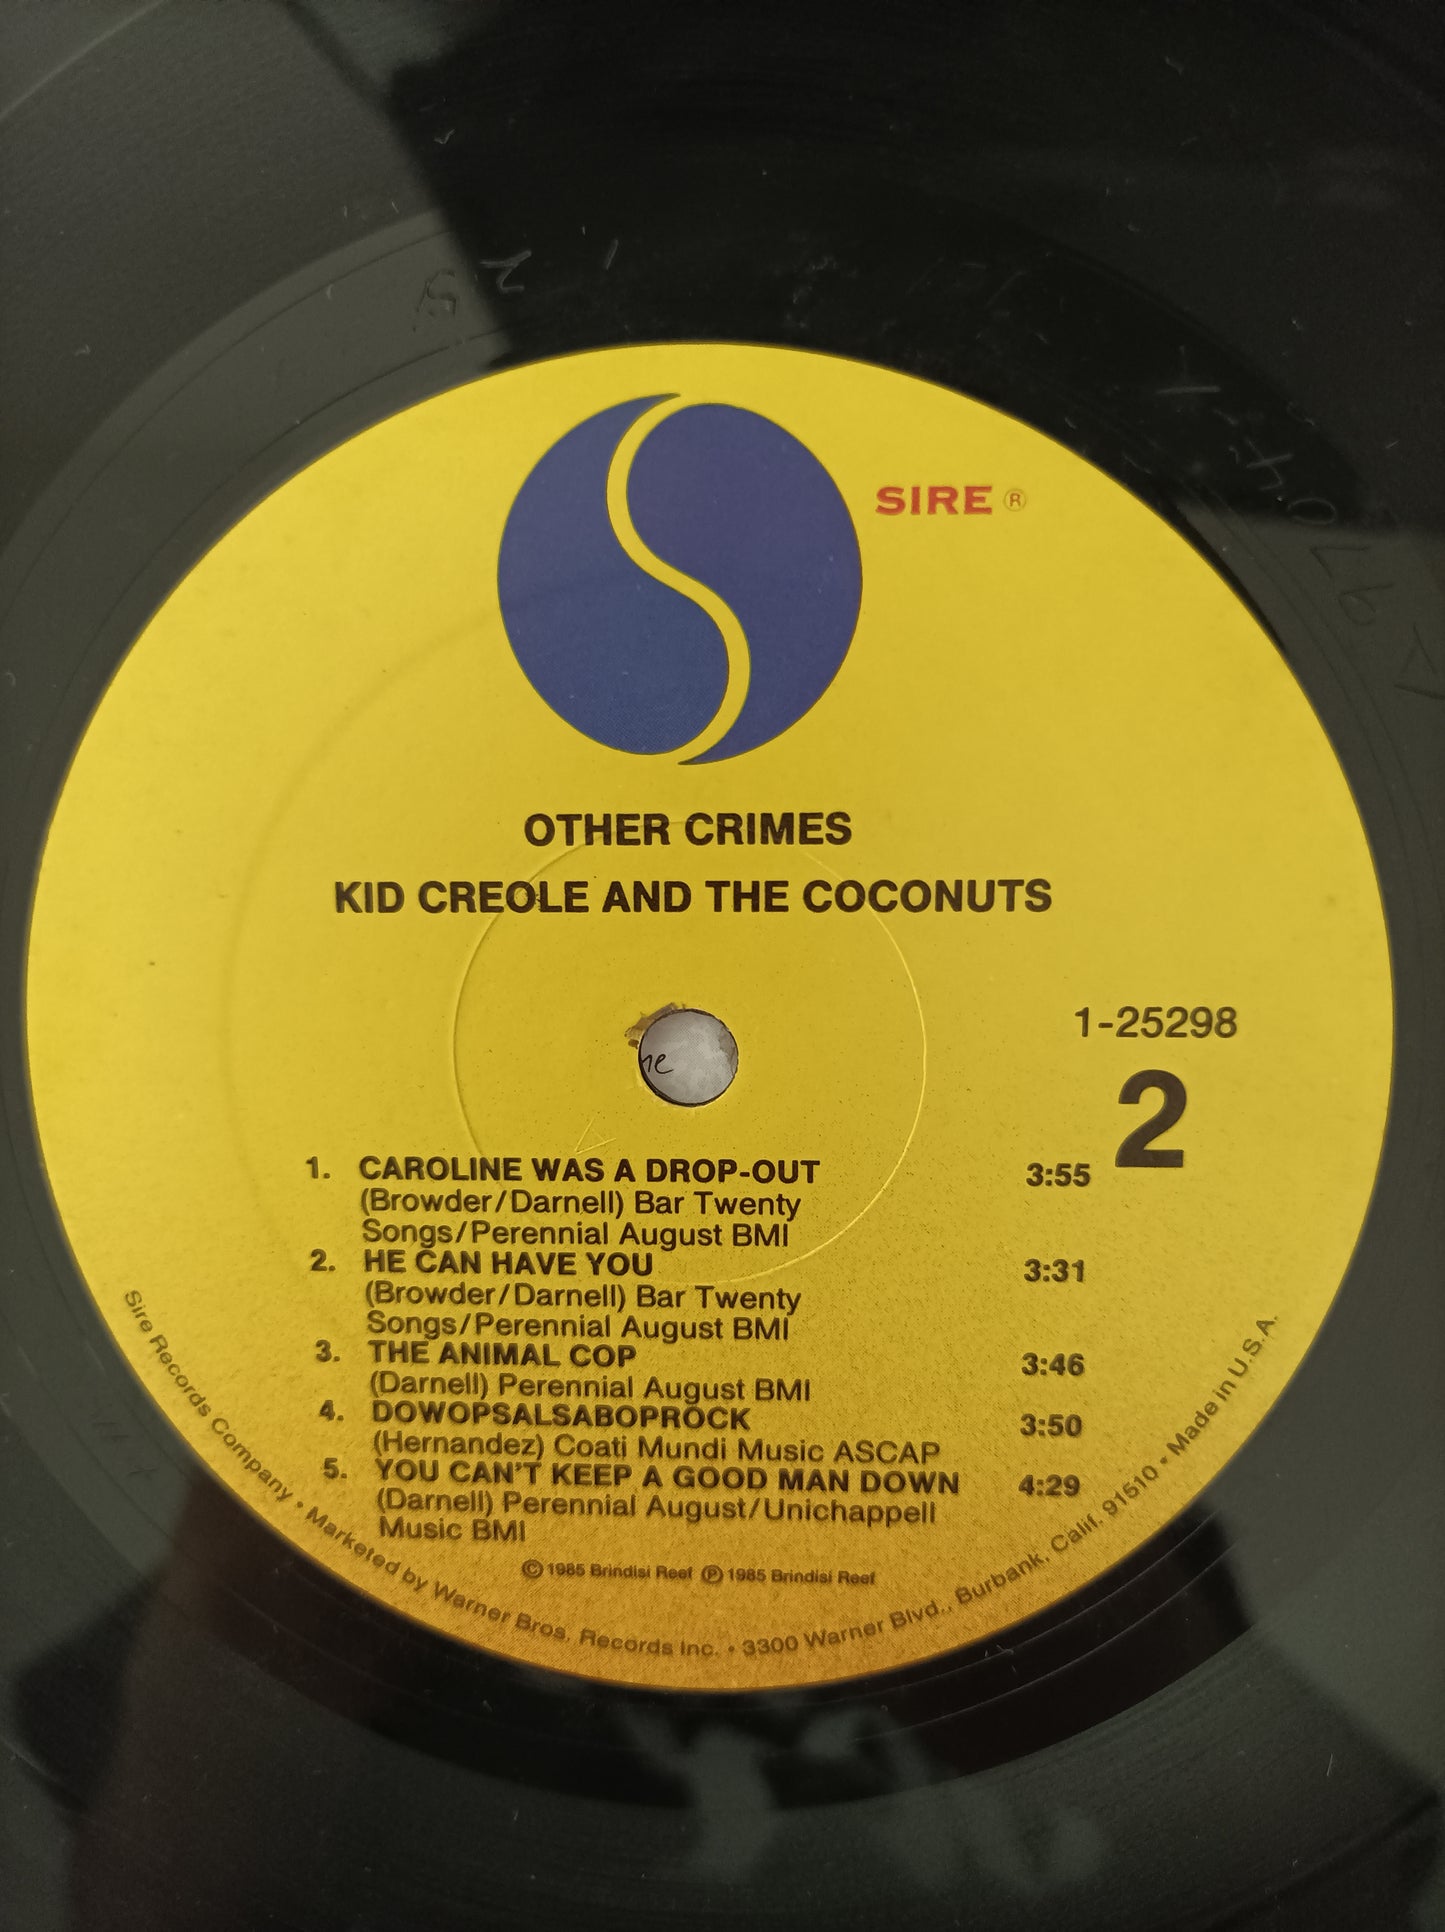 SIRE ®
OTHER CRIMES
KID CREOLE AND THE COCONUTS
1-25298
2
1. CAROLINE WAS A DROP-OUT 3:55
(Browder/Darnell) Bar Twenty
Songs/Perennial August BMI
2. HE CAN HAVE YOU 3:31
(Browder/Darnell) Bar Twenty
Songs/Perennial August BMI
3. THE ANIMAL COP 3:46
(Darnell) Perennial August BMI
4. DOWOPSALSABOPROCK 3:50
(Hernandez) Coati Mundi Music ASCAP
5. YOU CAN'T KEEP A GOOD MAN DOWN 4:29
(Darnell) Perennial August/Unichappell
Music BMI
© 1985 Brindisi Reef ℗ 1985 Brindisi Reef
Sire Records Company • Marketed by Warner Bros. Records Inc. • 3300 Warner Blvd., Burbank, Calif. 91510 • Made in U.S.A.